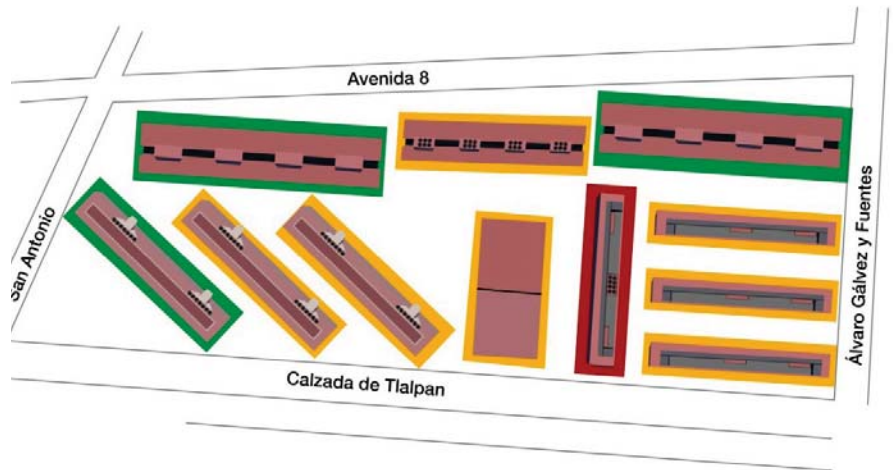 Avenida 8
San Antonio
Álvaro Gálvez y Fuentes
Calzada de Tlalpan